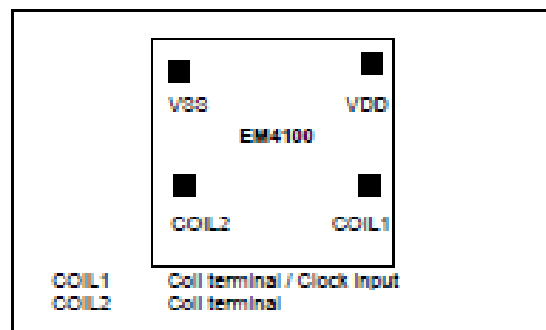 VSS VDD
EM4100
COIL2 COIL1
COIL1 Coil terminal / Clock input
COIL2 Coil terminal